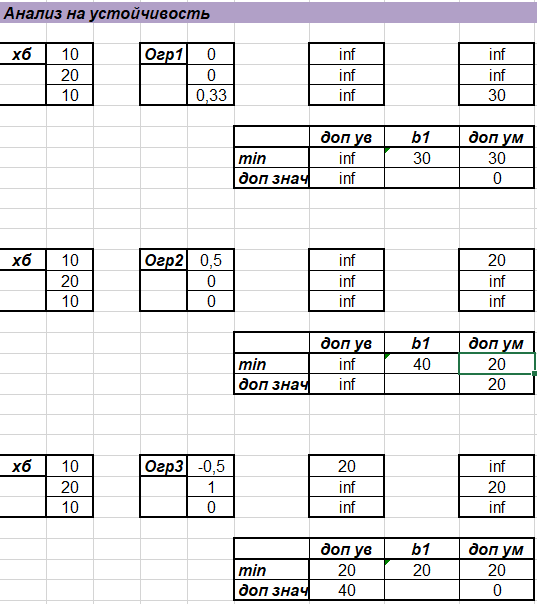 Анализ на устойчивость
хб 10 Огр1 0 inf inf
20 0 inf inf
10 0,33 inf 30
доп ув b1 доп ум
min inf 30 30
доп знач inf 0
хб 10 Огр2 0,5 inf 20
20 0 inf inf
10 0 inf inf
доп ув b1 доп ум
min inf 40 20
доп знач inf 20
хб 10 Огр3 -0,5 20 inf
20 1 inf 20
10 0 inf inf
доп ув b1 доп ум
min 20 20 20
доп знач 40 0